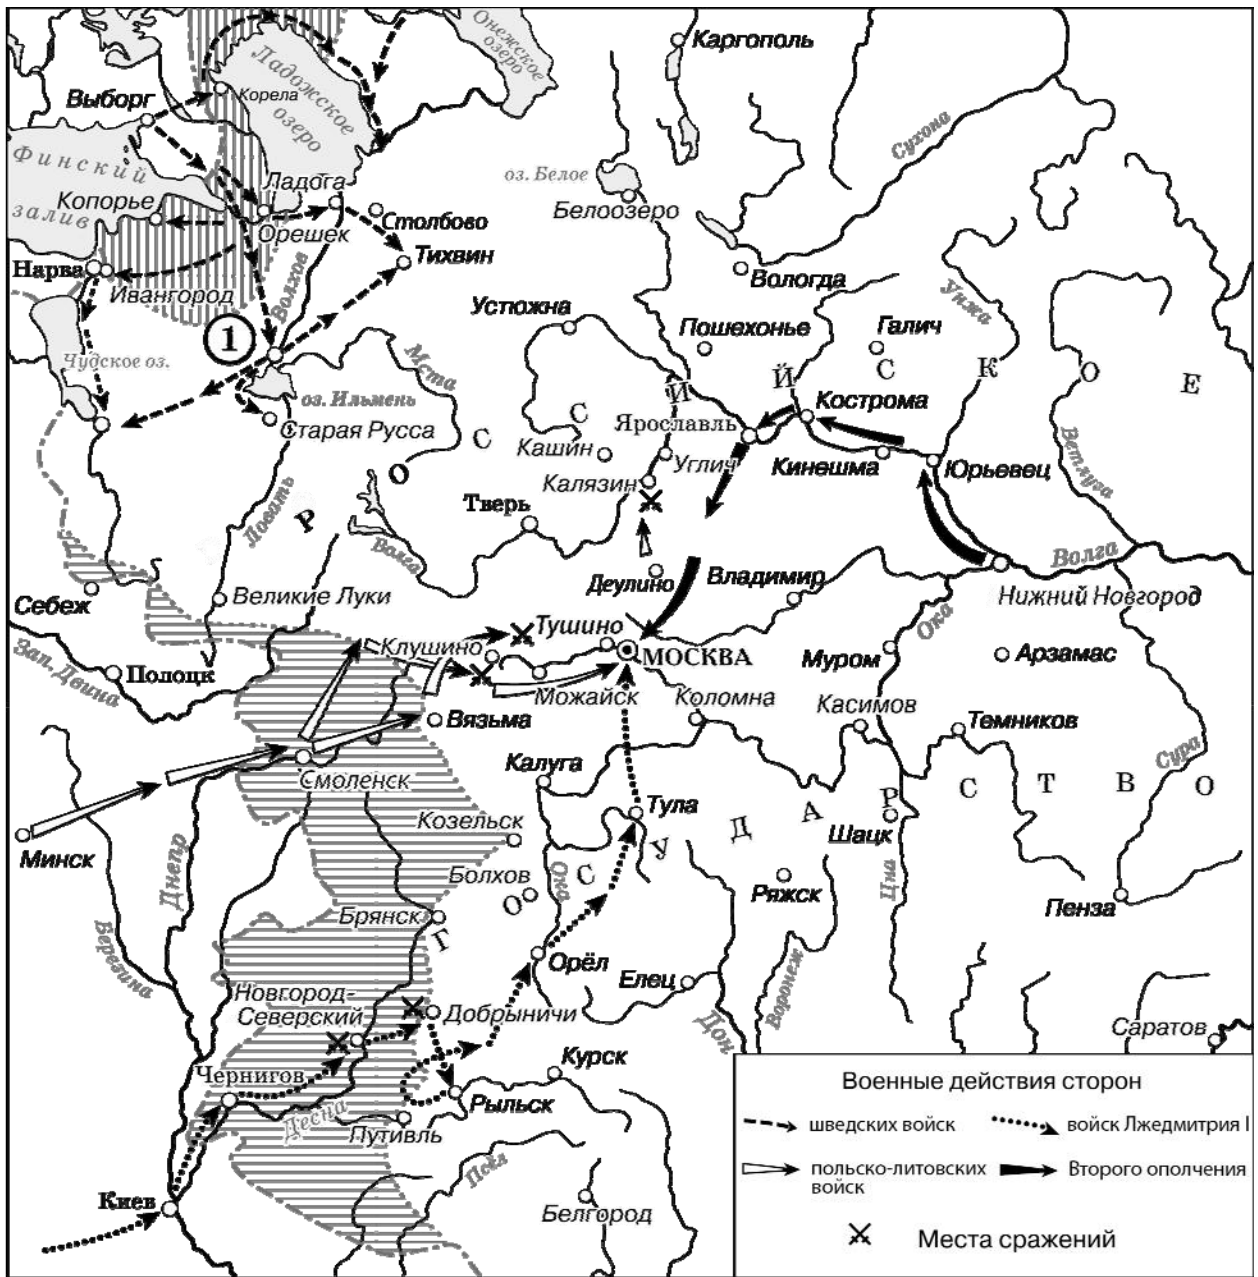 Каргополь
Онежское
озеро
Ладожское
озеро
Корела
Выборг
Финский
залив
Сухона
оз. Белое
Белоозеро
Ладога
Копорье
Столбово
Орешек
Тихвин
Нарва
Ивангород
Волхов
Вологда
Устюжна
Пошехонье
Галич
Унжа
1
Чудское оз.
Мста
оз. Ильмень
Старая Русса
РОССИЙСКОЕ
Ярославль
Кострома
Кашин
Углич
Кинешма
Юрьевец
Ветлуга
Калязин
Тверь
Ловать
Волга
Волга
Деулино
Владимир
Нижний Новгород
Себеж
Великие Луки
Ока
Зап. Двина
Полоцк
Клушино
Тушино
МОСКВА
Муром
Арзамас
Можайск
Коломна
Касимов
Вязьма
Темников
Сура
Смоленск
Калуга
ГОСУДАРСТВО
Тула
Шацк
Козельск
Минск
Днепр
Болхов
Ока
Ряжск
Цна
Пенза
Брянск
Березина
Орёл
Елец
Воронеж
Новгород-
Северский
Добрыничи
Дон
Саратов
Чернигов
Курск
Рыльск
Десна
Путивль
Псёл
Киев
Белгород
Военные действия сторон
шведских войск
войск Лжедмитрия I
польско-литовских
войск
Второго ополчения
Места сражений